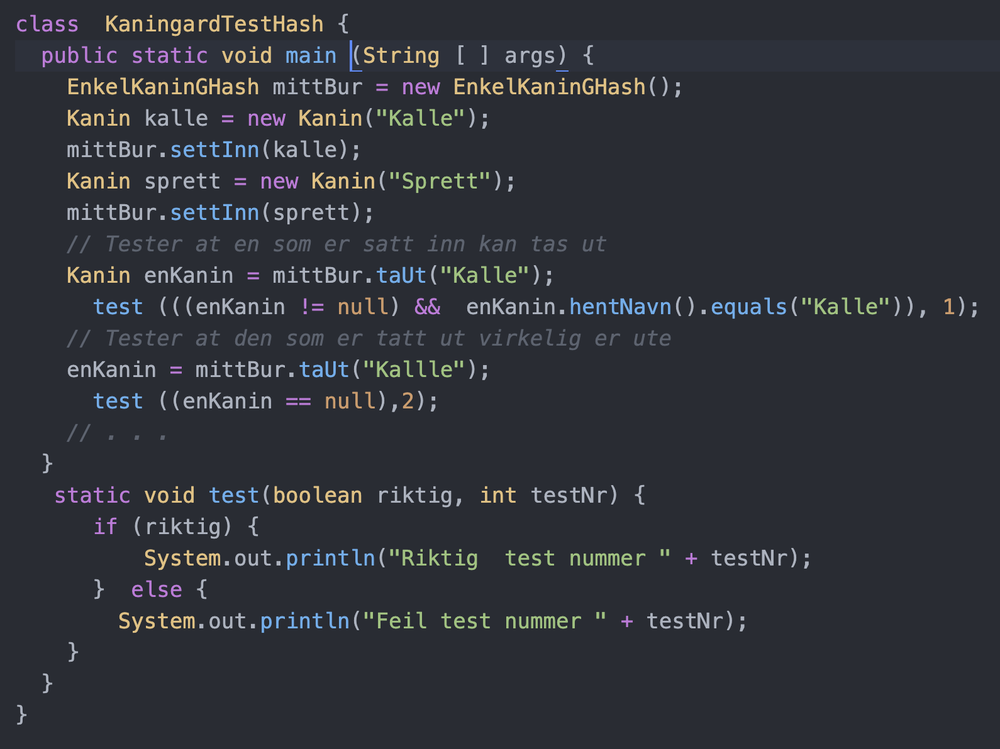 class  KaningardTestHash {
  public static void main (String [ ] args) {
    EnkelKaninGHash mittBur = new EnkelKaninGHash();
    Kanin kalle = new Kanin("Kalle");
    mittBur.settInn(kalle);
    Kanin sprett = new Kanin("Sprett");
    mittBur.settInn(sprett);
    // Tester at en som er satt inn kan tas ut
    Kanin enKanin = mittBur.taUt("Kalle");
      test (((enKanin != null) &&  enKanin.hentNavn().equals("Kalle")), 1);
    // Tester at den som er tatt ut virkelig er ute
    enKanin = mittBur.taUt("Kallle");
      test ((enKanin == null),2);
    // . . .
  }
   static void test(boolean riktig, int testNr) {
      if (riktig) {
          System.out.println("Riktig  test nummer " + testNr);
      }  else {
        System.out.println("Feil test nummer " + testNr);
    }
  }
}